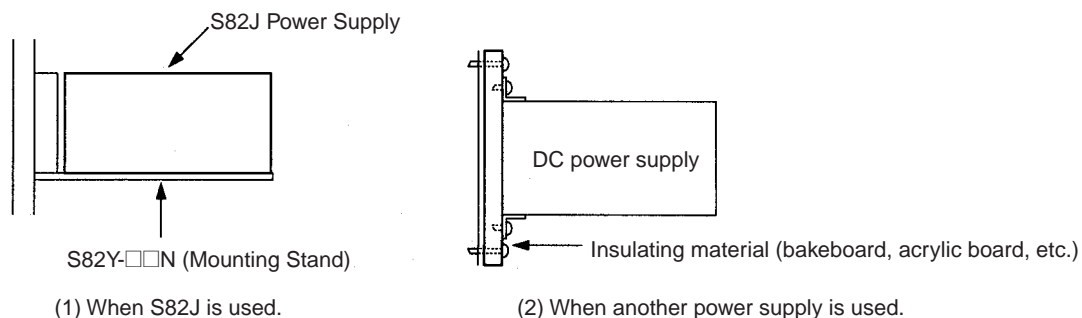 S82J Power Supply
DC power supply
Insulating material (bakeboard, acrylic board, etc.)
S82Y-□□N (Mounting Stand)
(1) When S82J is used.
(2) When another power supply is used.